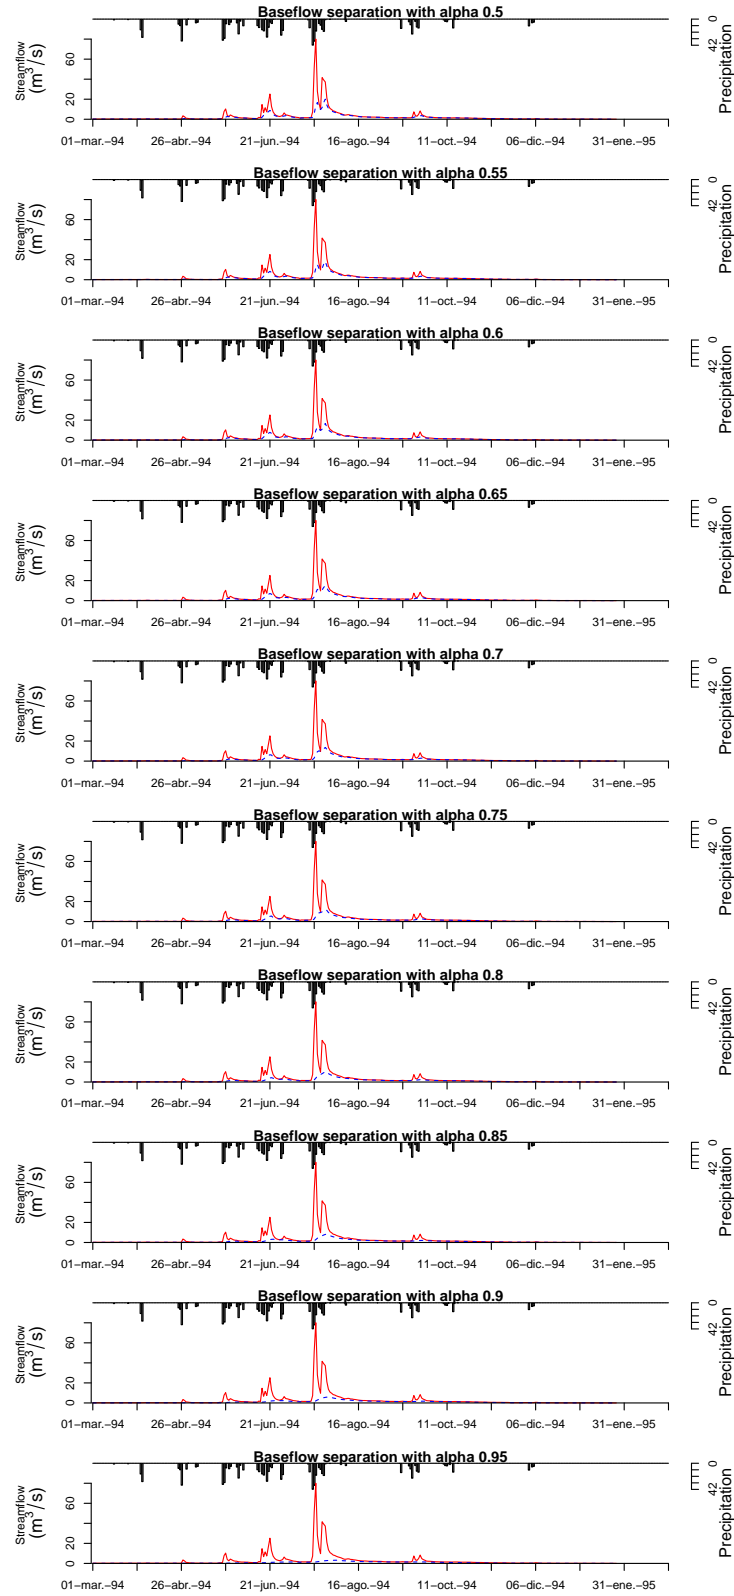 Baseflow separation with alpha 0.5
Streamflow
(m³/s)
0 20 60
0 42
Precipitation
01−mar.−94 26−abr.−94 21−jun.−94 16−ago.−94 11−oct.−94 06−dic.−94 31−ene.−95
Baseflow separation with alpha 0.55
Streamflow
(m³/s)
0 20 60
0 42
Precipitation
01−mar.−94 26−abr.−94 21−jun.−94 16−ago.−94 11−oct.−94 06−dic.−94 31−ene.−95
Baseflow separation with alpha 0.6
Streamflow
(m³/s)
0 20 60
0 42
Precipitation
01−mar.−94 26−abr.−94 21−jun.−94 16−ago.−94 11−oct.−94 06−dic.−94 31−ene.−95
Baseflow separation with alpha 0.65
Streamflow
(m³/s)
0 20 60
0 42
Precipitation
01−mar.−94 26−abr.−94 21−jun.−94 16−ago.−94 11−oct.−94 06−dic.−94 31−ene.−95
Baseflow separation with alpha 0.7
Streamflow
(m³/s)
0 20 60
0 42
Precipitation
01−mar.−94 26−abr.−94 21−jun.−94 16−ago.−94 11−oct.−94 06−dic.−94 31−ene.−95
Baseflow separation with alpha 0.75
Streamflow
(m³/s)
0 20 60
0 42
Precipitation
01−mar.−94 26−abr.−94 21−jun.−94 16−ago.−94 11−oct.−94 06−dic.−94 31−ene.−95
Baseflow separation with alpha 0.8
Streamflow
(m³/s)
0 20 60
0 42
Precipitation
01−mar.−94 26−abr.−94 21−jun.−94 16−ago.−94 11−oct.−94 06−dic.−94 31−ene.−95
Baseflow separation with alpha 0.85
Streamflow
(m³/s)
0 20 60
0 42
Precipitation
01−mar.−94 26−abr.−94 21−jun.−94 16−ago.−94 11−oct.−94 06−dic.−94 31−ene.−95
Baseflow separation with alpha 0.9
Streamflow
(m³/s)
0 20 60
0 42
Precipitation
01−mar.−94 26−abr.−94 21−jun.−94 16−ago.−94 11−oct.−94 06−dic.−94 31−ene.−95
Baseflow separation with alpha 0.95
Streamflow
(m³/s)
0 20 60
0 42
Precipitation
01−mar.−94 26−abr.−94 21−jun.−94 16−ago.−94 11−oct.−94 06−dic.−94 31−ene.−95